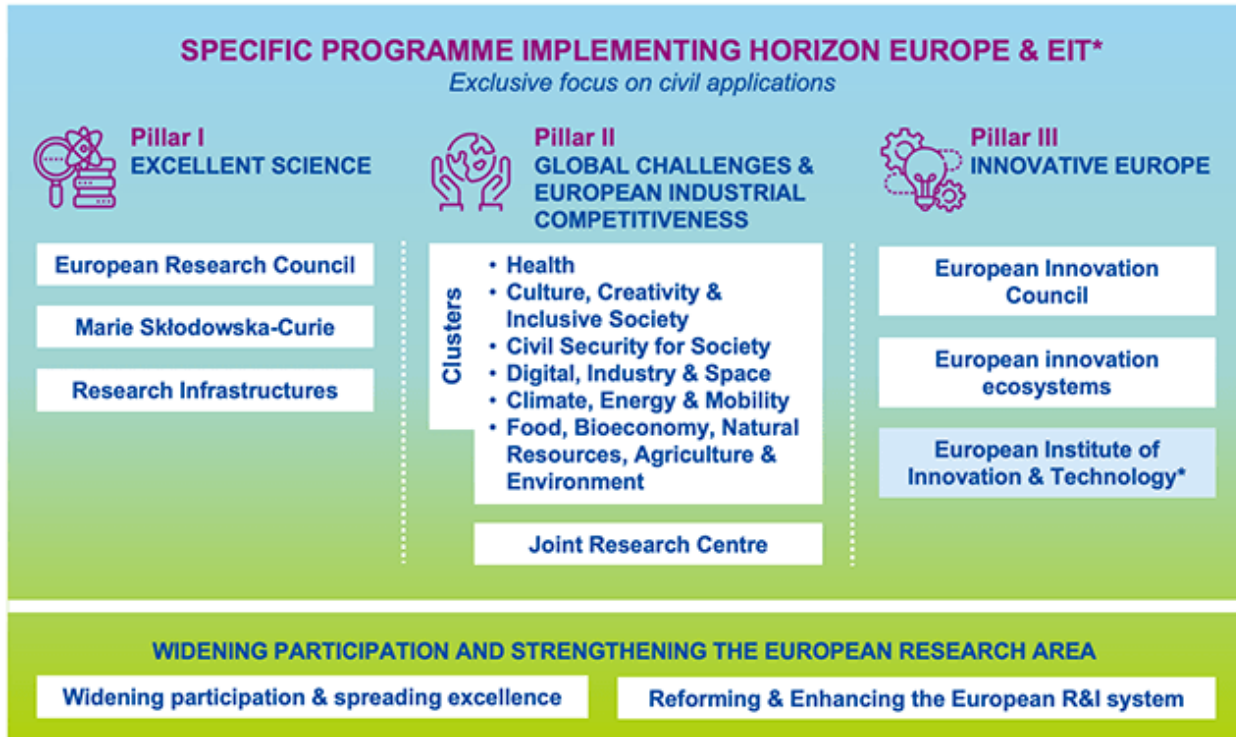 SPECIFIC PROGRAMME IMPLEMENTING HORIZON EUROPE & EIT*
Exclusive focus on civil applications
Pillar I
EXCELLENT SCIENCE
European Research Council
Marie Skłodowska-Curie
Research Infrastructures
Pillar II
GLOBAL CHALLENGES &
EUROPEAN INDUSTRIAL
COMPETITIVENESS
Clusters
• Health
• Culture, Creativity &
Inclusive Society
• Civil Security for Society
• Digital, Industry & Space
• Climate, Energy & Mobility
• Food, Bioeconomy, Natural
Resources, Agriculture &
Environment
Joint Research Centre
Pillar III
INNOVATIVE EUROPE
European Innovation
Council
European innovation
ecosystems
European Institute of
Innovation & Technology*
WIDENING PARTICIPATION AND STRENGTHENING THE EUROPEAN RESEARCH AREA
Widening participation & spreading excellence
Reforming & Enhancing the European R&I system